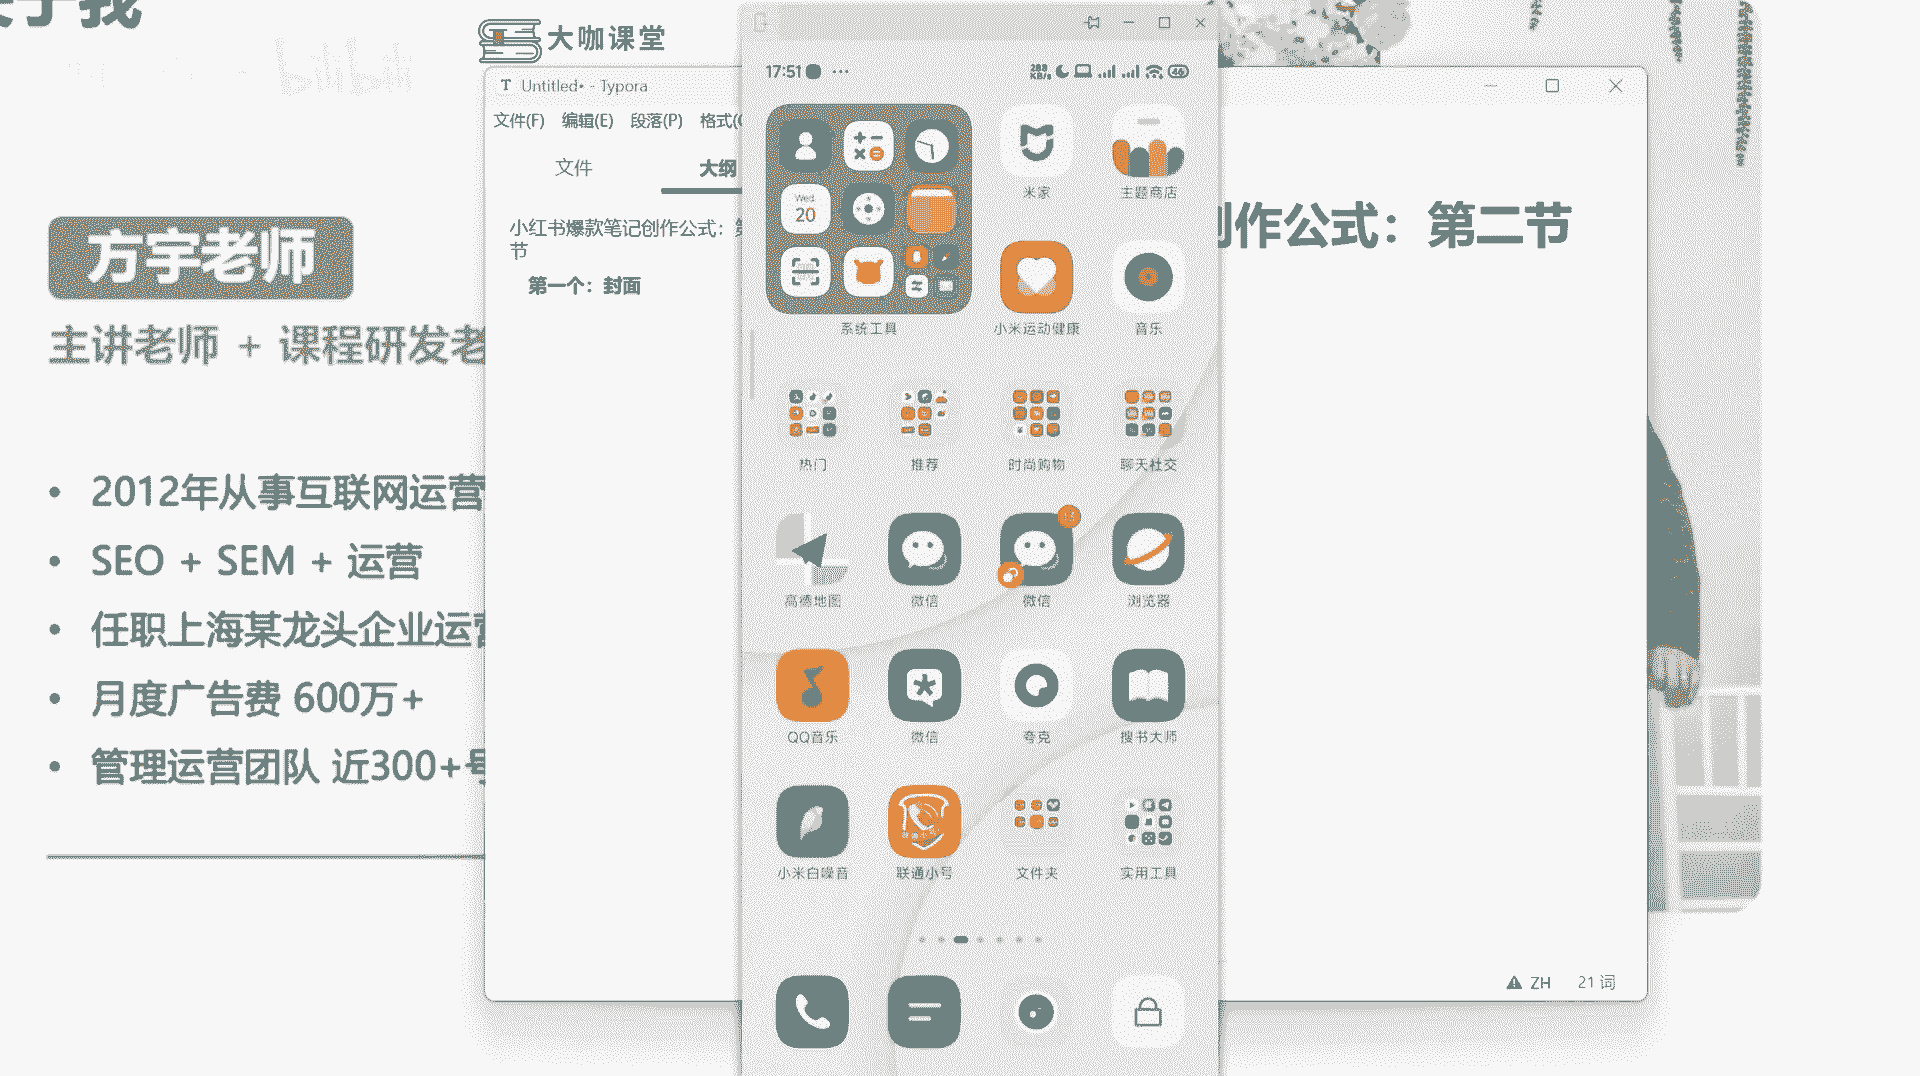 关于我
bilibili
大咖课堂
方宇老师
主讲老师 + 课程研发老
2012年从事互联网运营
SEO + SEM + 运营
任职上海某龙头企业运营
月度广告费 600万+
管理运营团队 近300+号
Untitled• - Typora
文件(F) 编辑(E) 段落(P) 格式(O
文件
大纲
小红书爆款笔记创作公式：第
节
第一个：封面
创作公式：第二节
ZH
21 词
17:51
288
KB/s
46
Wed
20
系统工具
米家
主题商店
小米运动健康
音乐
热门
推荐
时尚购物
聊天社交
高德地图
微信
13
微信
浏览器
QQ音乐
微信
夸克
搜书大师
小米白噪音
联通小号
文件夹
实用工具